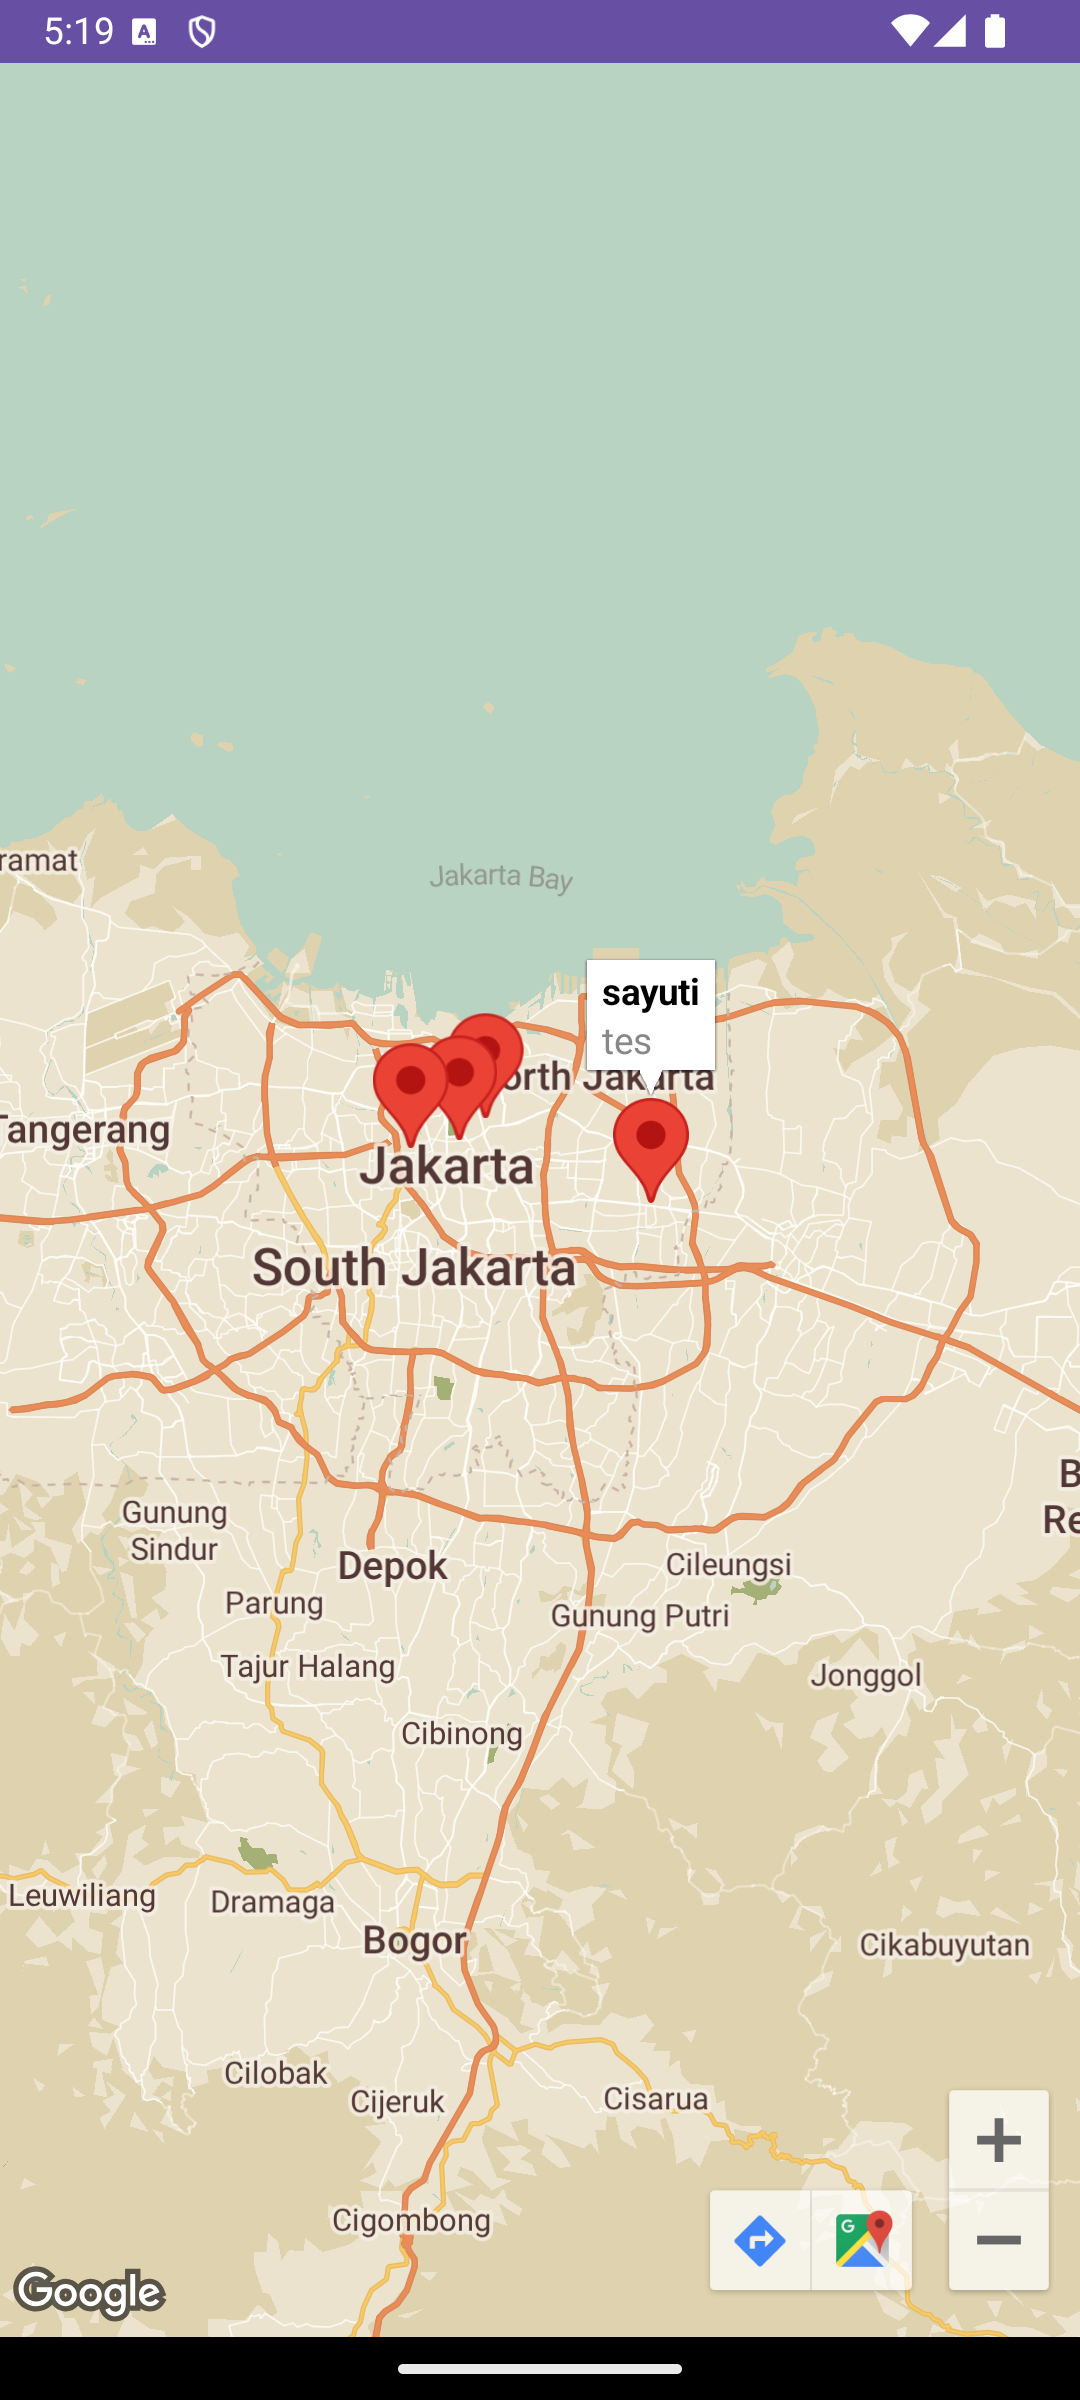 5:19
ramat
Jakarta Bay
sayuti
tes
orth Jakarta
Tangerang
Jakarta
South Jakarta
B
Re
Gunung
Sindur
Depok
Cileungsi
Parung
Gunung Putri
Tajur Halang
Jonggol
Cibinong
Leuwiliang
Dramaga
Bogor
Cikabuyutan
Cilobak
Cijeruk
Cisarua
Cigombong
Google